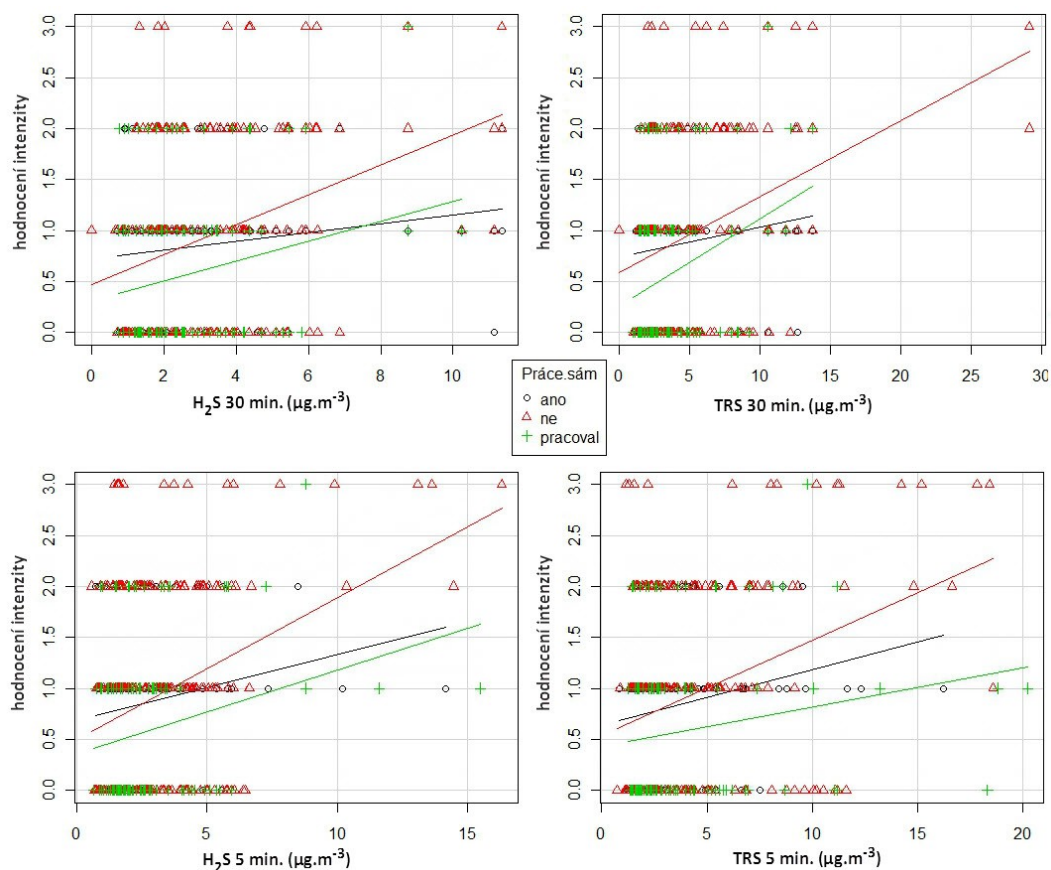 hodnocení intenzity
3.0
2.5
2.0
1.5
1.0
0.5
0.0
0 2 4 6 8 10
H₂S 30 min. (µg.m⁻³)
hodnocení intenzity
3.0
2.5
2.0
1.5
1.0
0.5
0.0
0 5 10 15 20 25 30
TRS 30 min. (µg.m⁻³)
Práce.sám
ano
ne
pracoval
hodnocení intenzity
3.0
2.5
2.0
1.5
1.0
0.5
0.0
0 5 10 15
H₂S 5 min. (µg.m⁻³)
hodnocení intenzity
3.0
2.5
2.0
1.5
1.0
0.5
0.0
0 5 10 15 20
TRS 5 min. (µg.m⁻³)